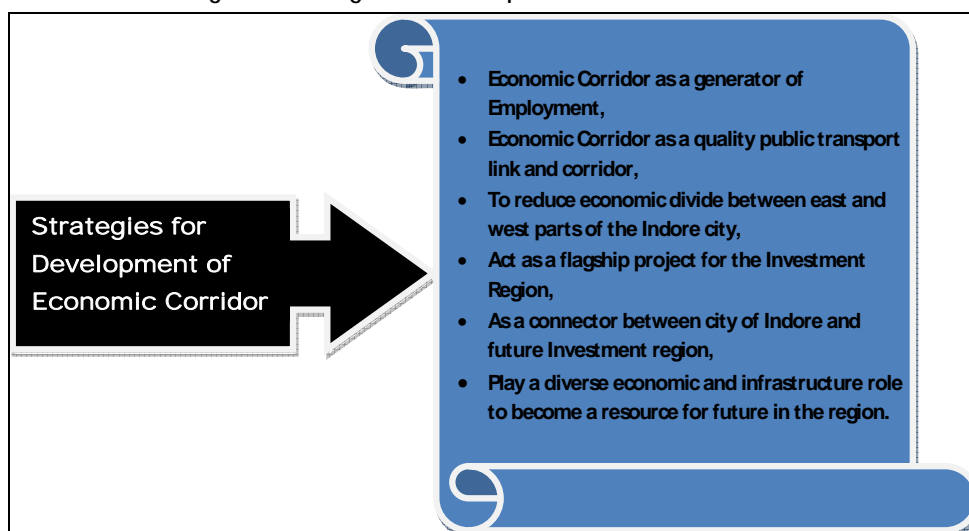 Strategies for
Development of
Economic Corridor
• Economic Corridor as a generator of
Employment,
• Economic Corridor as a quality public transport
link and corridor,
• To reduce economic divide between east and
west parts of the Indore city,
• Act as a flagship project for the Investment
Region,
• As a connector between city of Indore and
future Investment region,
• Play a diverse economic and infrastructure role
to become a resource for future in the region.